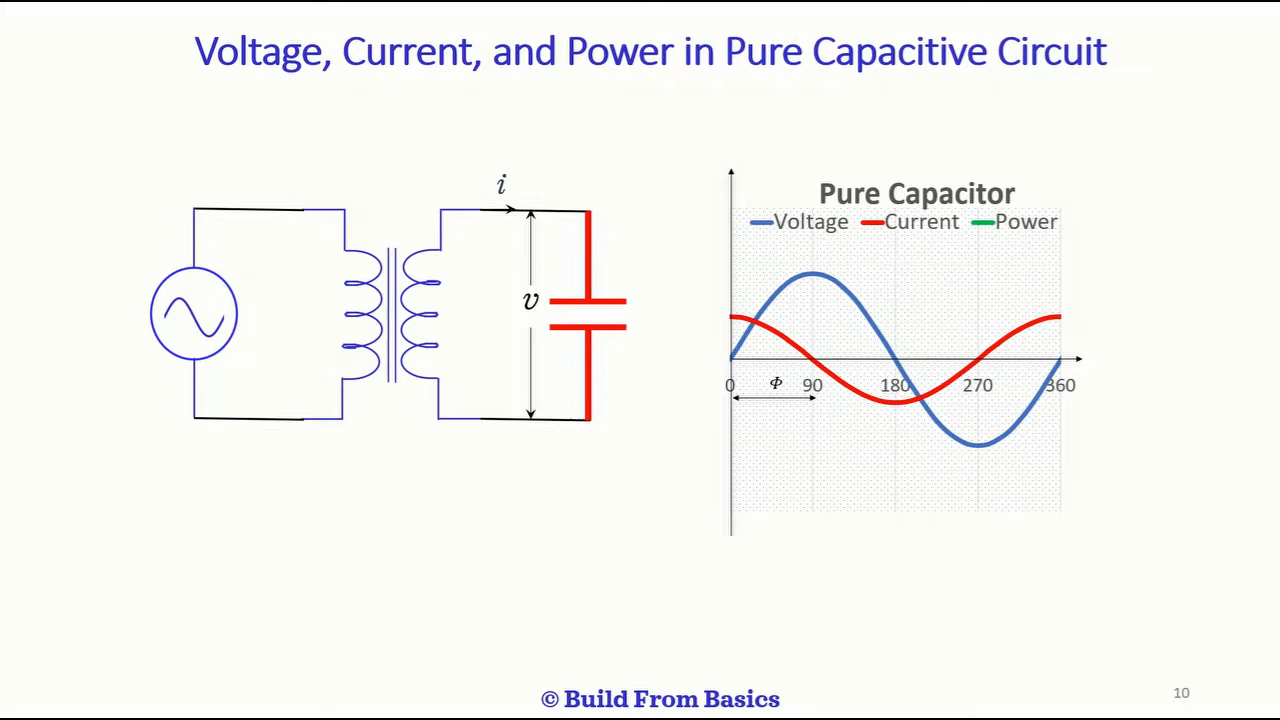 Voltage, Current, and Power in Pure Capacitive Circuit
i
v
Pure Capacitor
Voltage Current Power
0 Φ 90 180 270 360
© Build From Basics
10